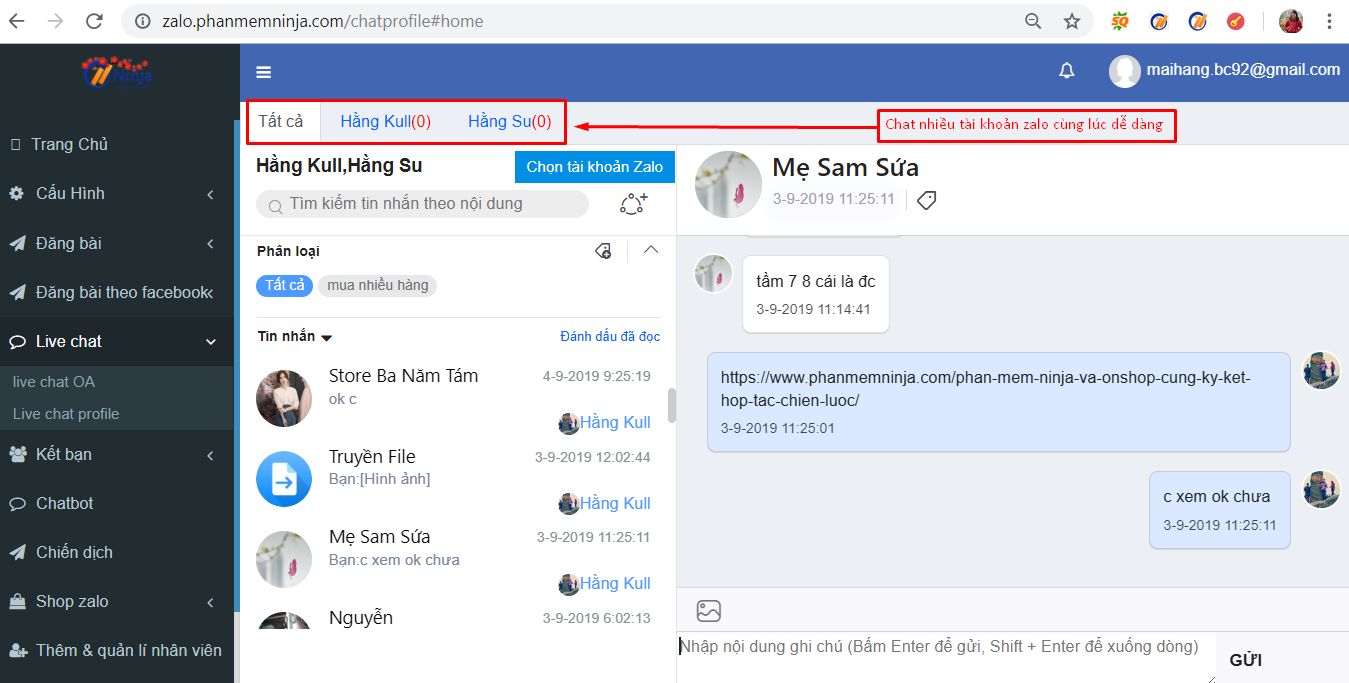 zalo.phanmemninja.com/chatprofile#home
SQ
Ninja
maihang.bc92@gmail.com
Tất cả
Hằng Kull(0)
Hằng Su(0)
Chat nhiều tài khoản zalo cùng lúc dễ dàng
Trang Chủ
Cấu Hình
Đăng bài
Đăng bài theo facebook
Live chat
live chat OA
Live chat profile
Kết bạn
Chatbot
Chiến dịch
Shop zalo
Thêm & quản lí nhân viên
Hằng Kull,Hằng Su
Chọn tài khoản Zalo
Tìm kiếm tin nhắn theo nội dung
Phân loại
Tất cả
mua nhiều hàng
Tin nhắn
Đánh dấu đã đọc
Store Ba Năm Tám
4-9-2019 9:25:19
ok c
Hằng Kull
Truyền File
3-9-2019 12:02:44
Bạn:[Hình ảnh]
Hằng Kull
Mẹ Sam Sứa
3-9-2019 11:25:11
Bạn:c xem ok chưa
Hằng Kull
Nguyễn
3-9-2019 6:02:13
Mẹ Sam Sứa
3-9-2019 11:25:11
tầm 7 8 cái là đc
3-9-2019 11:14:41
https://www.phanmemninja.com/phan-mem-ninja-va-onshop-cung-ky-ket-
hop-tac-chien-luoc/
3-9-2019 11:25:01
c xem ok chưa
3-9-2019 11:25:11
Nhập nội dung ghi chú (Bấm Enter để gửi, Shift + Enter để xuống dòng)
GỬI